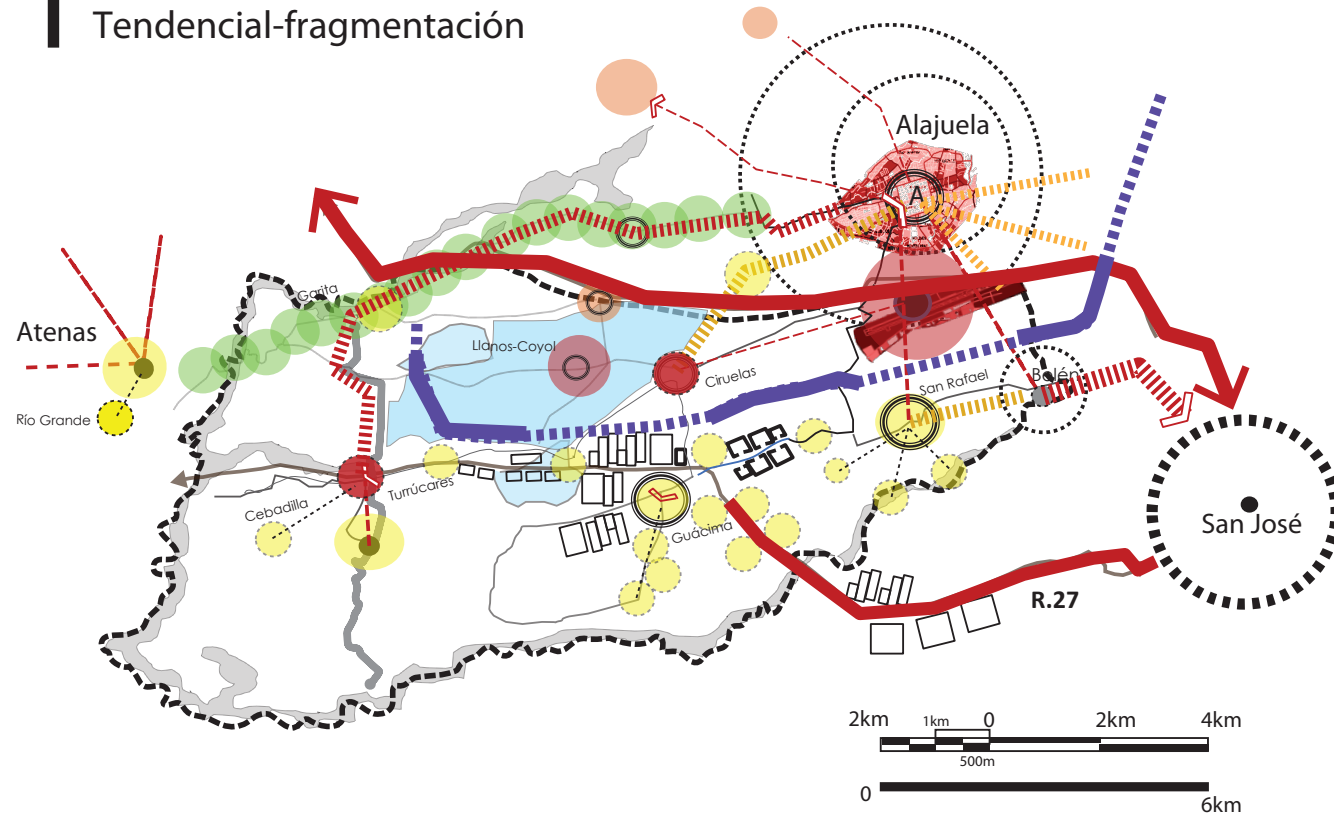 Tendencial-fragmentación
Alajuela
A
Garita
Atenas
Llanos-Coyol
Ciruelas
San Rafael
Belén
Río Grande
Turrúcares
Cebadilla
Guácima
San José
R.27
2km 1km 0 2km 4km
500m
0 6km